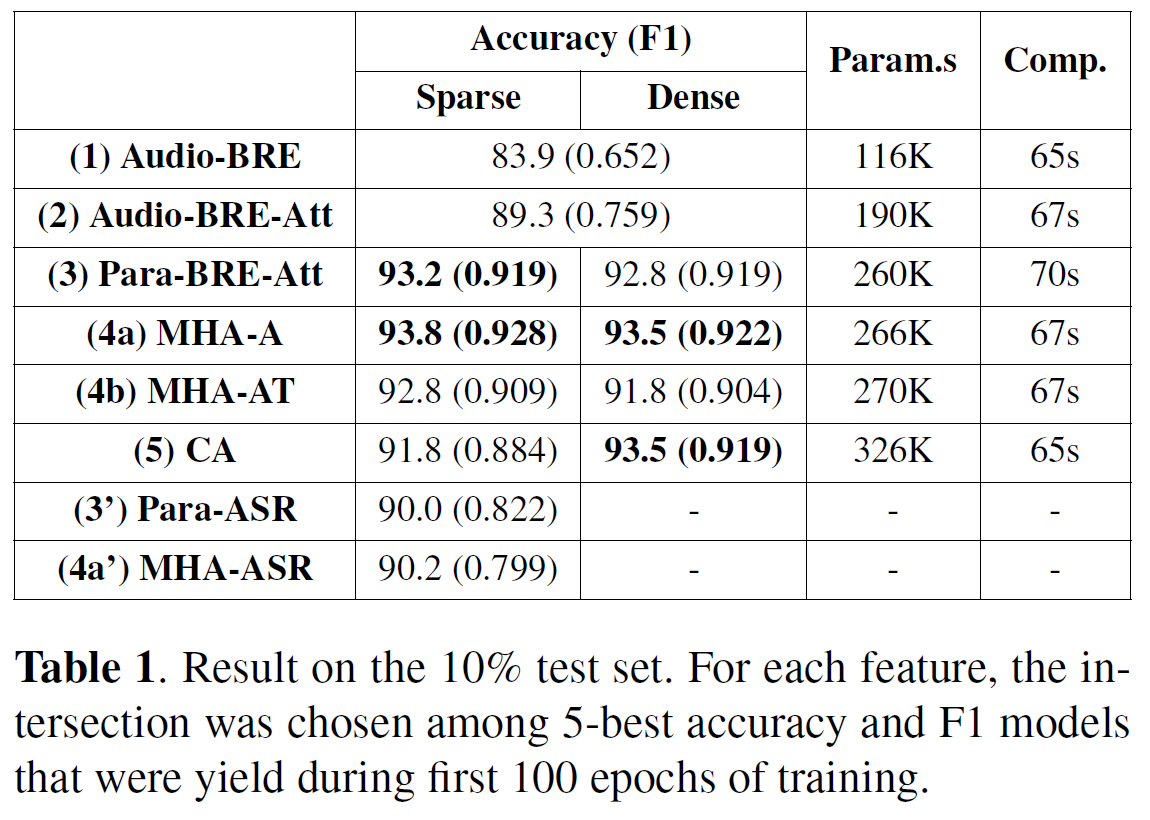 Accuracy (F1) Param.s Comp.
Sparse Dense
(1) Audio-BRE 83.9 (0.652) 116K 65s
(2) Audio-BRE-Att 89.3 (0.759) 190K 67s
(3) Para-BRE-Att 93.2 (0.919) 92.8 (0.919) 260K 70s
(4a) MHA-A 93.8 (0.928) 93.5 (0.922) 266K 67s
(4b) MHA-AT 92.8 (0.909) 91.8 (0.904) 270K 67s
(5) CA 91.8 (0.884) 93.5 (0.919) 326K 65s
(3’) Para-ASR 90.0 (0.822) - - -
(4a’) MHA-ASR 90.2 (0.799) - - -
Table 1. Result on the 10% test set. For each feature, the in-
tersection was chosen among 5-best accuracy and F1 models
that were yield during first 100 epochs of training.